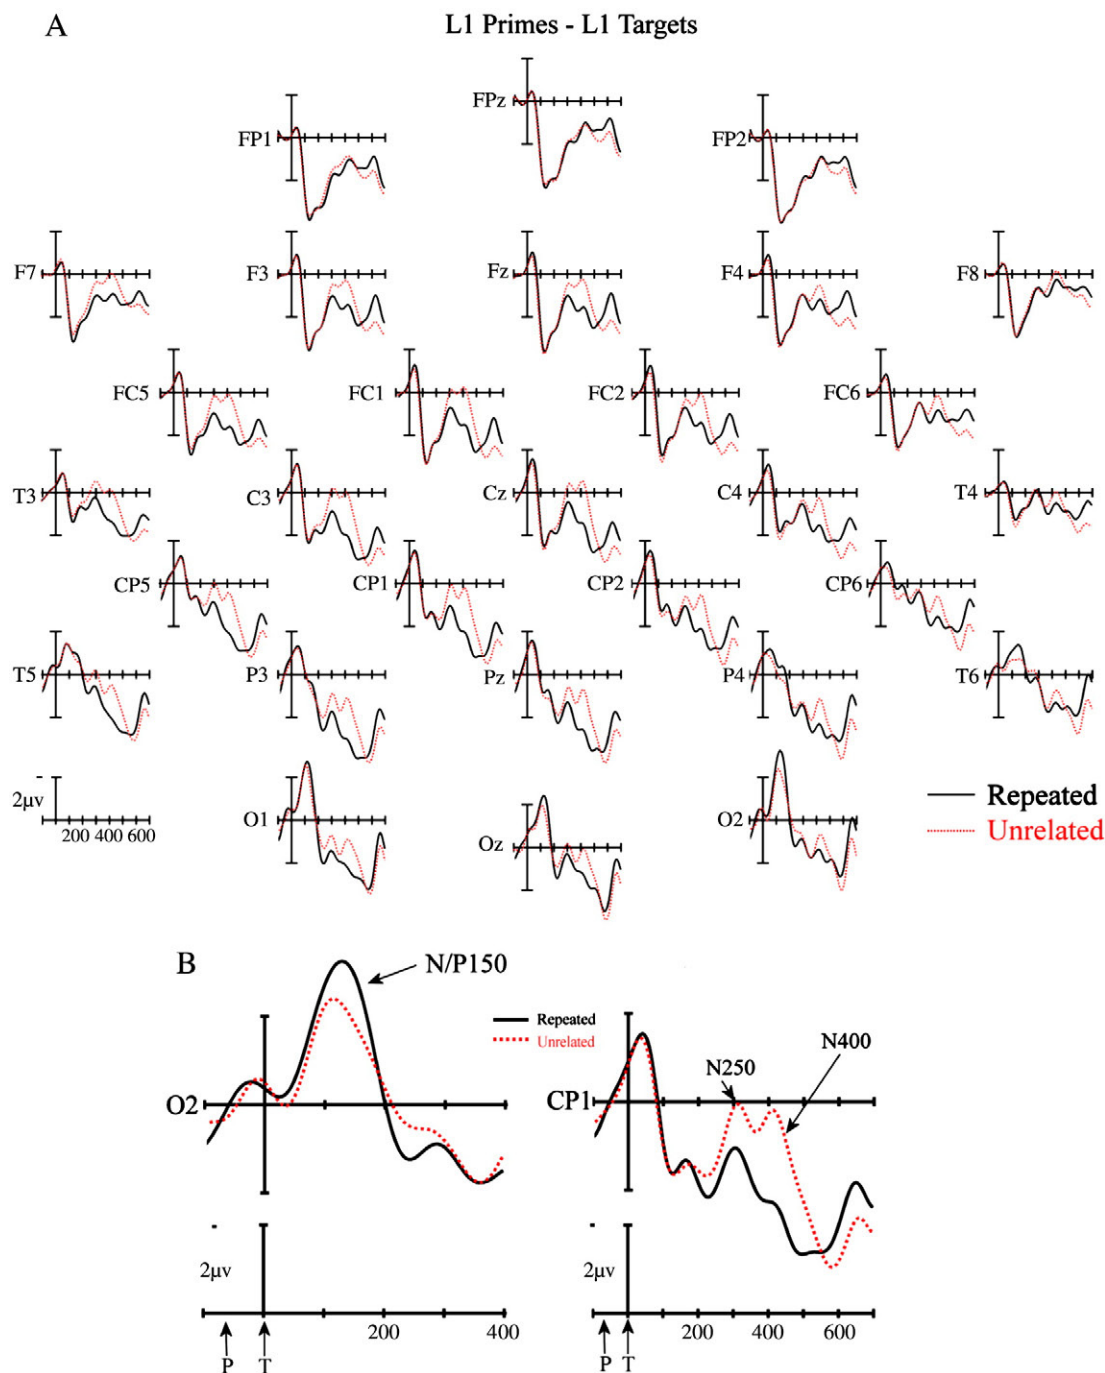 A
L1 Primes - L1 Targets
FPz
FP1
FP2
F7
F3
Fz
F4
F8
FC5
FC1
FC2
FC6
T3
C3
Cz
C4
T4
CP5
CP1
CP2
CP6
T5
P3
Pz
P4
T6
-
2μv
200 400 600
O1
Oz
O2
Repeated
Unrelated
B
N/P150
Repeated
Unrelated
N250
N400
O2
CP1
-
2μv
200
400
P
T
-
2μv
200
400
600
P
T